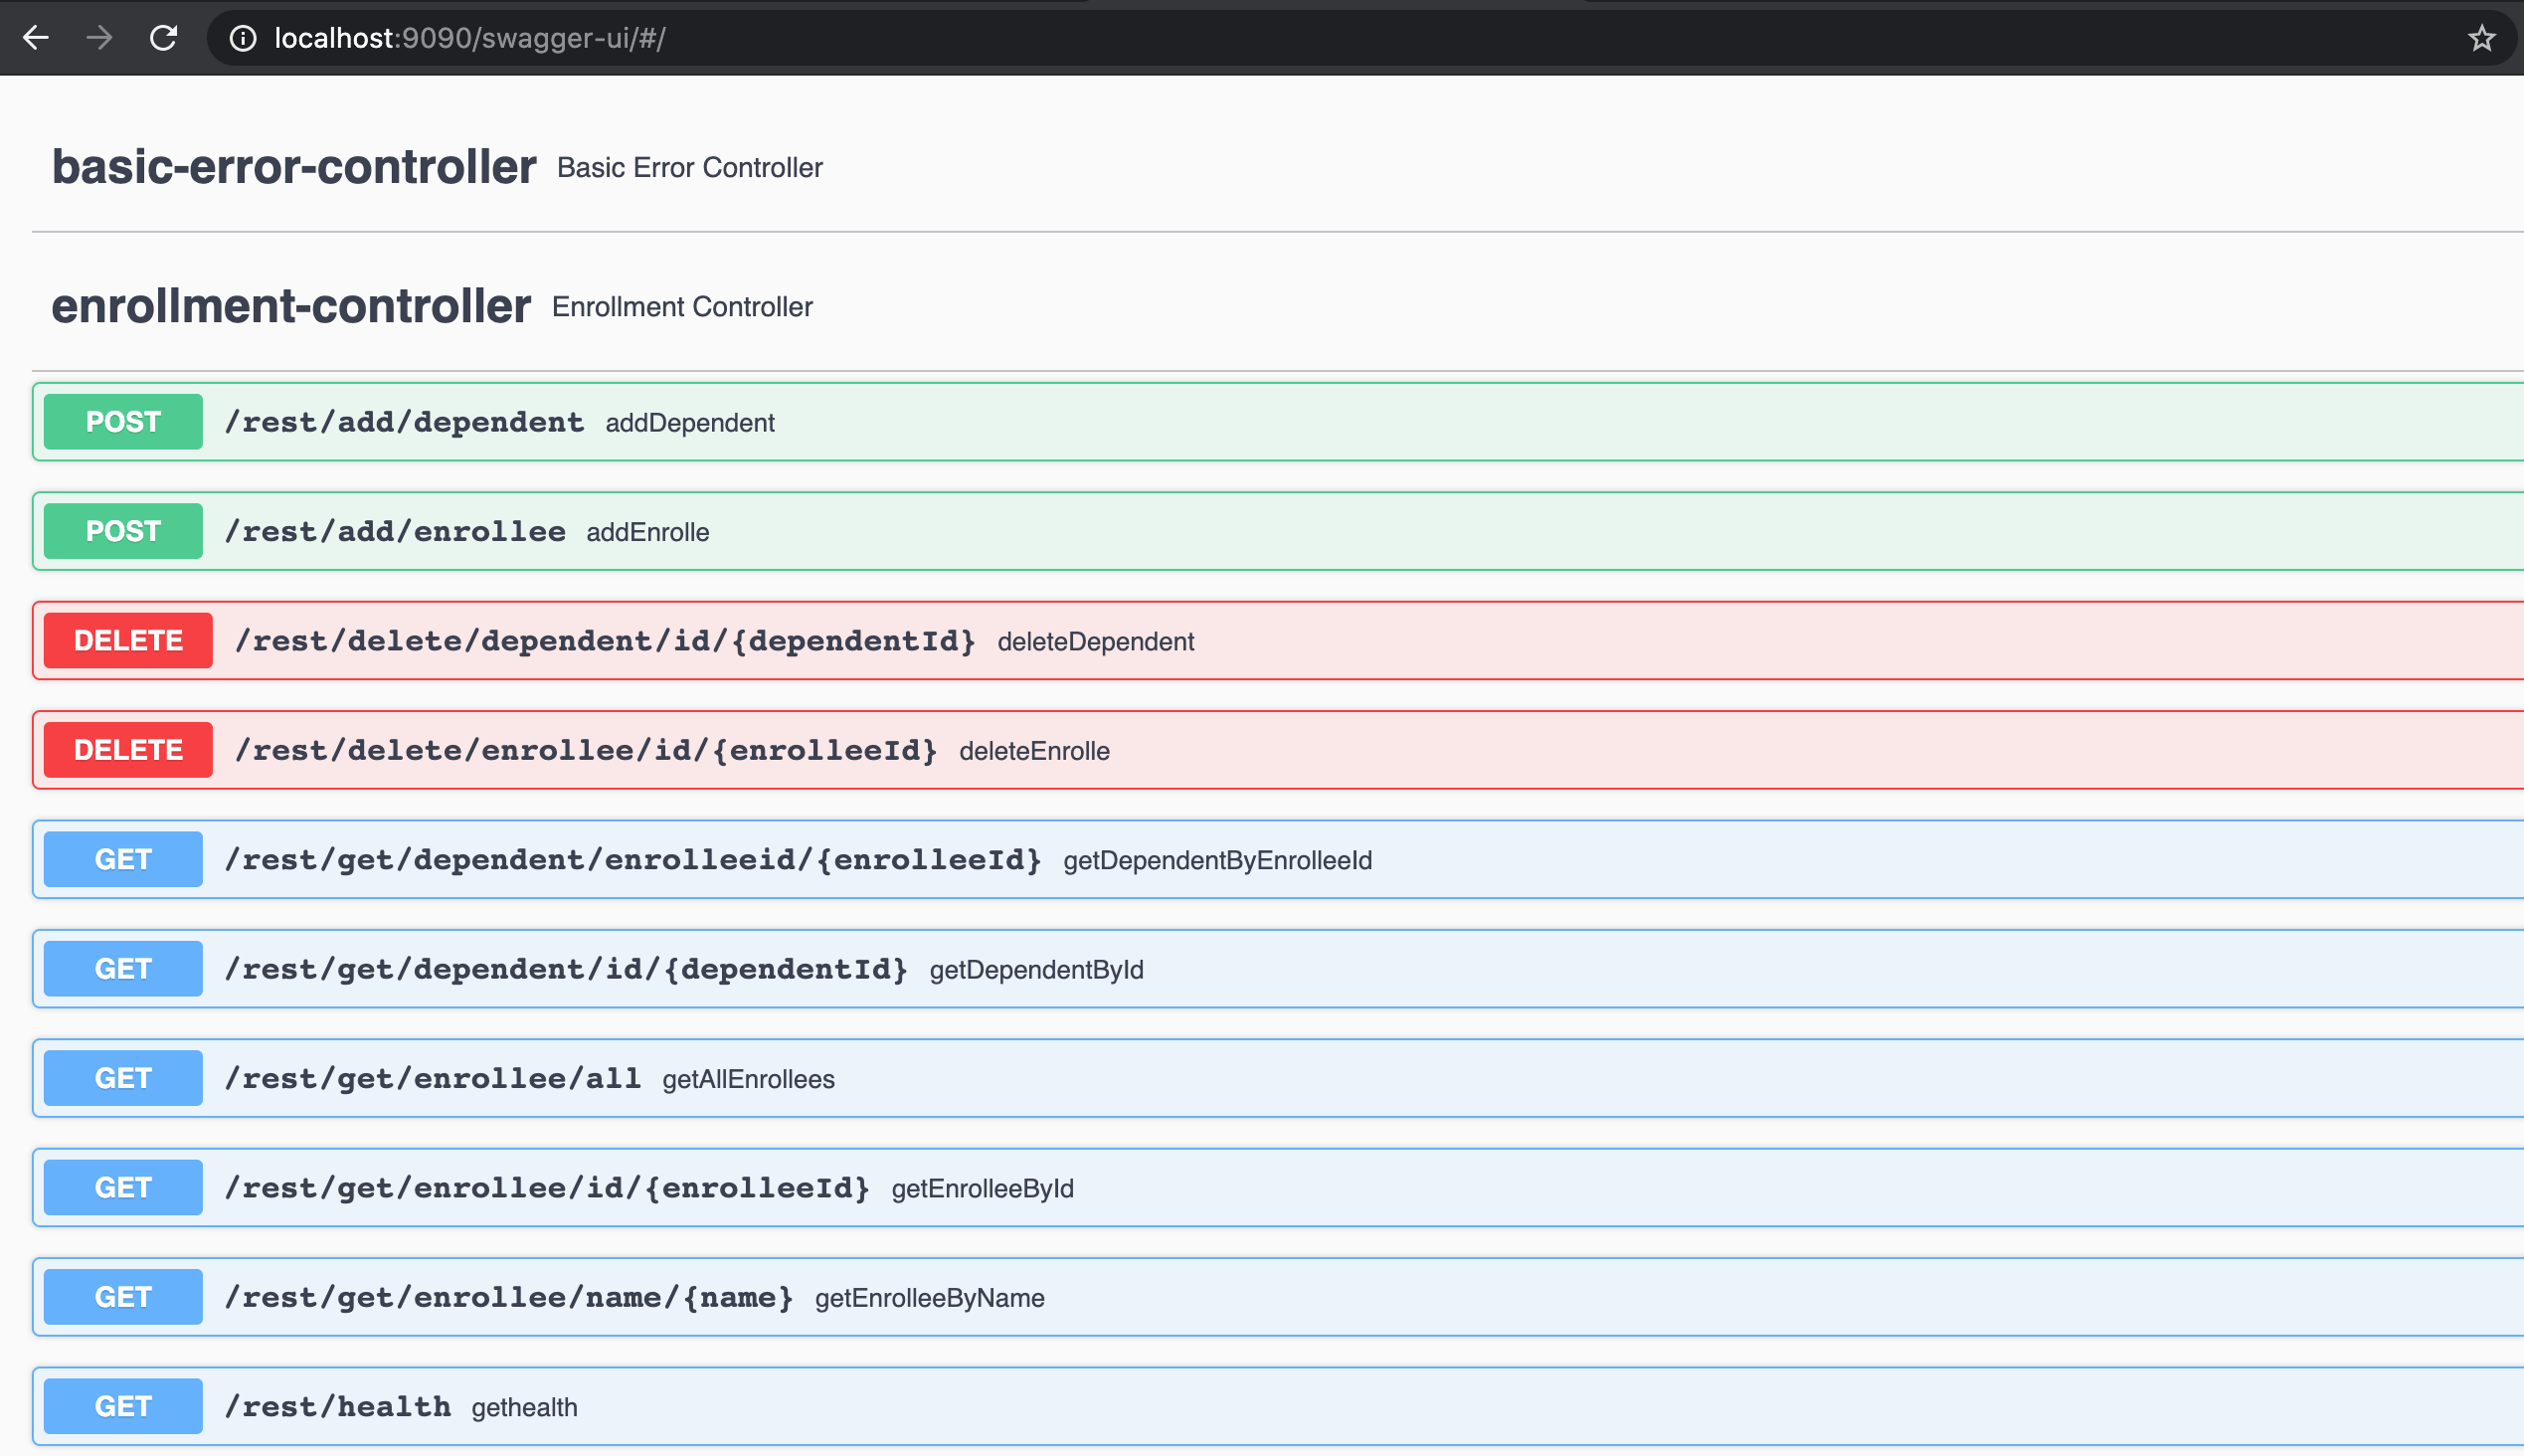 localhost:9090/swagger-ui/#/
basic-error-controller Basic Error Controller
enrollment-controller Enrollment Controller
POST /rest/add/dependent addDependent
POST /rest/add/enrollee addEnrolle
DELETE /rest/delete/dependent/id/{dependentId} deleteDependent
DELETE /rest/delete/enrollee/id/{enrolleeId} deleteEnrolle
GET /rest/get/dependent/enrolleeid/{enrolleeId} getDependentByEnrolleeId
GET /rest/get/dependent/id/{dependentId} getDependentById
GET /rest/get/enrollee/all getAllEnrollees
GET /rest/get/enrollee/id/{enrolleeId} getEnrolleeById
GET /rest/get/enrollee/name/{name} getEnrolleeByName
GET /rest/health gethealth